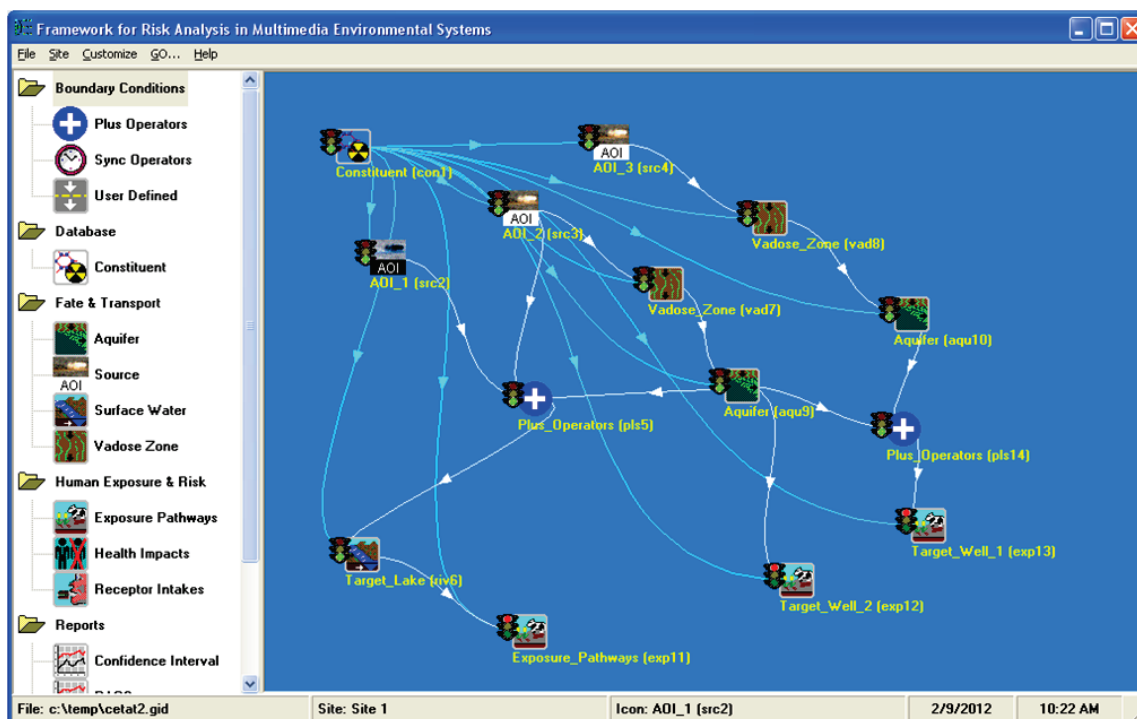 Framework for Risk Analysis in Multimedia Environmental Systems
File Site Customize GO... Help
Boundary Conditions
Plus Operators
Sync Operators
User Defined
Database
Constituent
Fate & Transport
Aquifer
AOI
Source
Surface Water
Vadose Zone
Human Exposure & Risk
Exposure Pathways
Health Impacts
Receptor Intakes
Reports
Confidence Interval
Constituent (con1)
AOI
AOI_3 (src4)
AOI
AOI_2 (src3)
Vadose_Zone (vad8)
AOI
AOI_1 (src2)
Vadose_Zone (vad7)
Aquifer (aqu10)
Aquifer (aqu9)
Plus_Operators (pls5)
Plus_Operators (pls14)
Target_Well_1 (exp13)
Target_Lake (riv6)
Target_Well_2 (exp12)
Exposure_Pathways (exp11)
File: c:\temp\cetat2.gid
Site: Site 1
Icon: AOI_1 (src2)
2/9/2012
10:22 AM